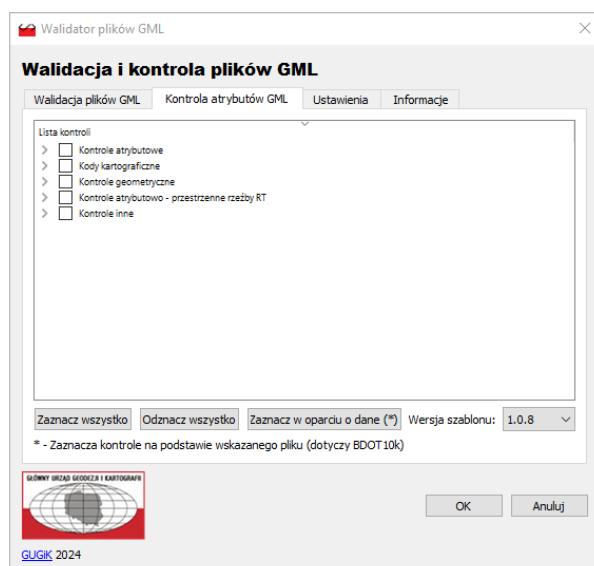 Walidator plików GML
Walidacja i kontrola plików GML
Walidacja plików GML Kontrola atrybutów GML Ustawienia Informacje
Lista kontroli
Kontrole atrybutowe
Kody kartograficzne
Kontrole geometryczne
Kontrole atrybutowo - przestrzenne rzeźby RT
Kontrole inne
Zaznacz wszystko Odznacz wszystko Zaznacz w oparciu o dane (*) Wersja szablonu: 1.0.8
* - Zaznacza kontrole na podstawie wskazanego pliku (dotyczy BDOT10k)
GŁÓWNY URZĄD GEODEZJI I KARTOGRAFII
OK Anuluj
GUGiK 2024